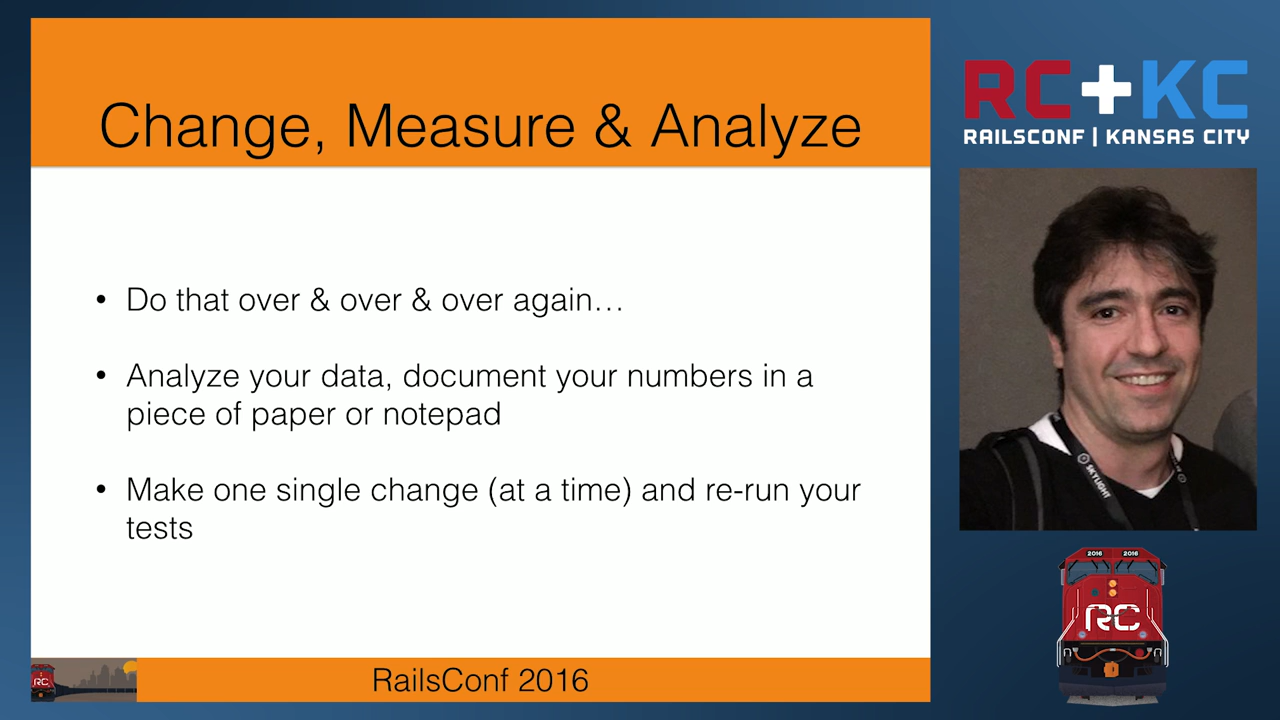 Change, Measure & Analyze
• Do that over & over & over again…
• Analyze your data, document your numbers in a
piece of paper or notepad
• Make one single change (at a time) and re-run your
tests
RC
RailsConf 2016
RC+KC
RAILSCONF | KANSAS CITY
SKYLIGHT
2016 2016
RC